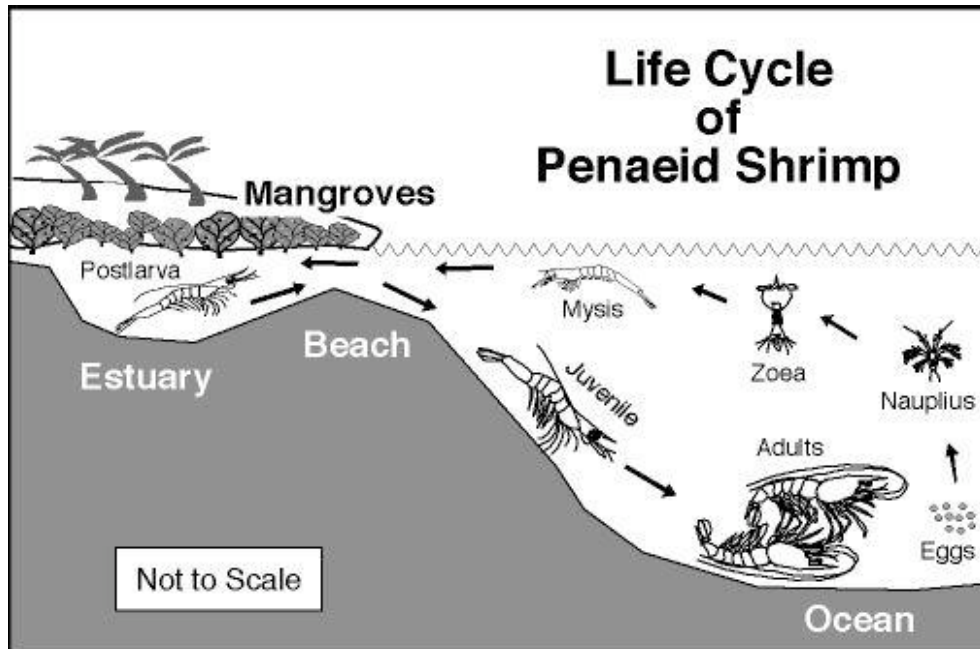 Life Cycle
of
Penaeid Shrimp
Mangroves
Postlarva
Mysis
Zoea
Nauplius
Beach
Estuary
Juvenile
Adults
Eggs
Not to Scale
Ocean